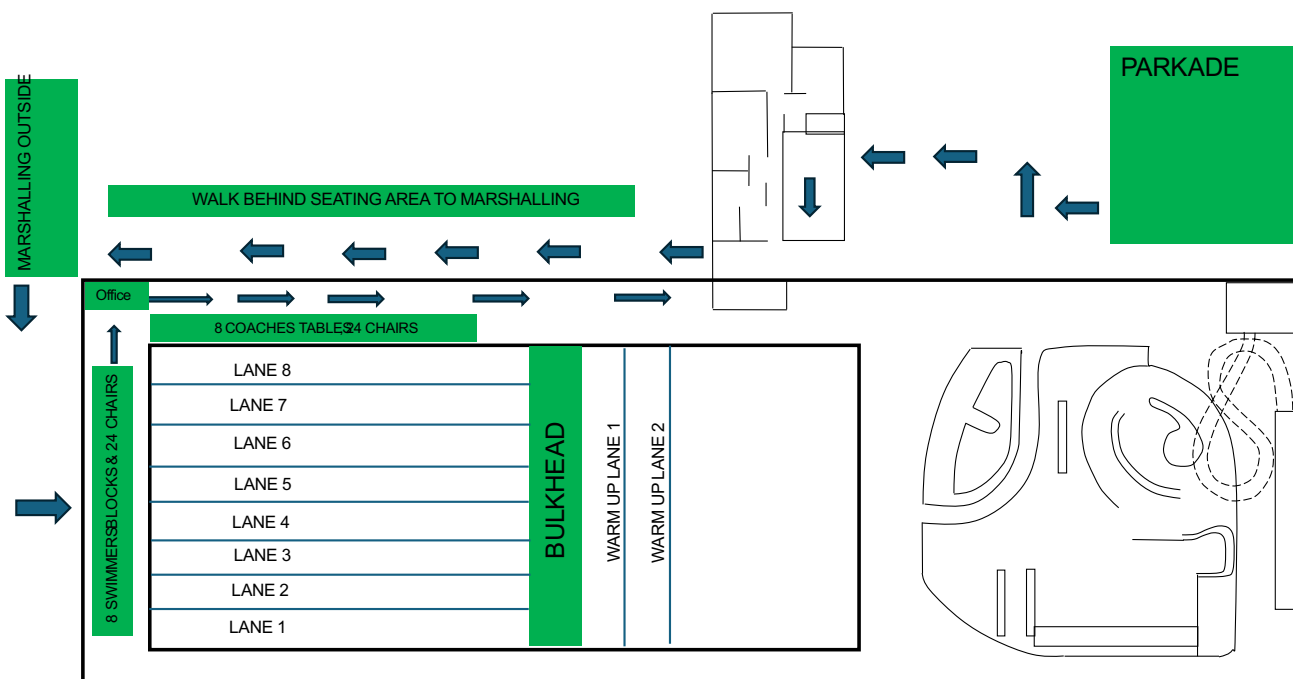 PARKADE
MARSHALLING OUTSIDE
WALK BEHIND SEATING AREA TO MARSHALLING
Office
8 COACHES TABLES, 24 CHAIRS
8 SWIMMERS BLOCKS & 24 CHAIRS
LANE 8
LANE 7
LANE 6
LANE 5
LANE 4
LANE 3
LANE 2
LANE 1
BULKHEAD
WARM UP LANE 1
WARM UP LANE 2